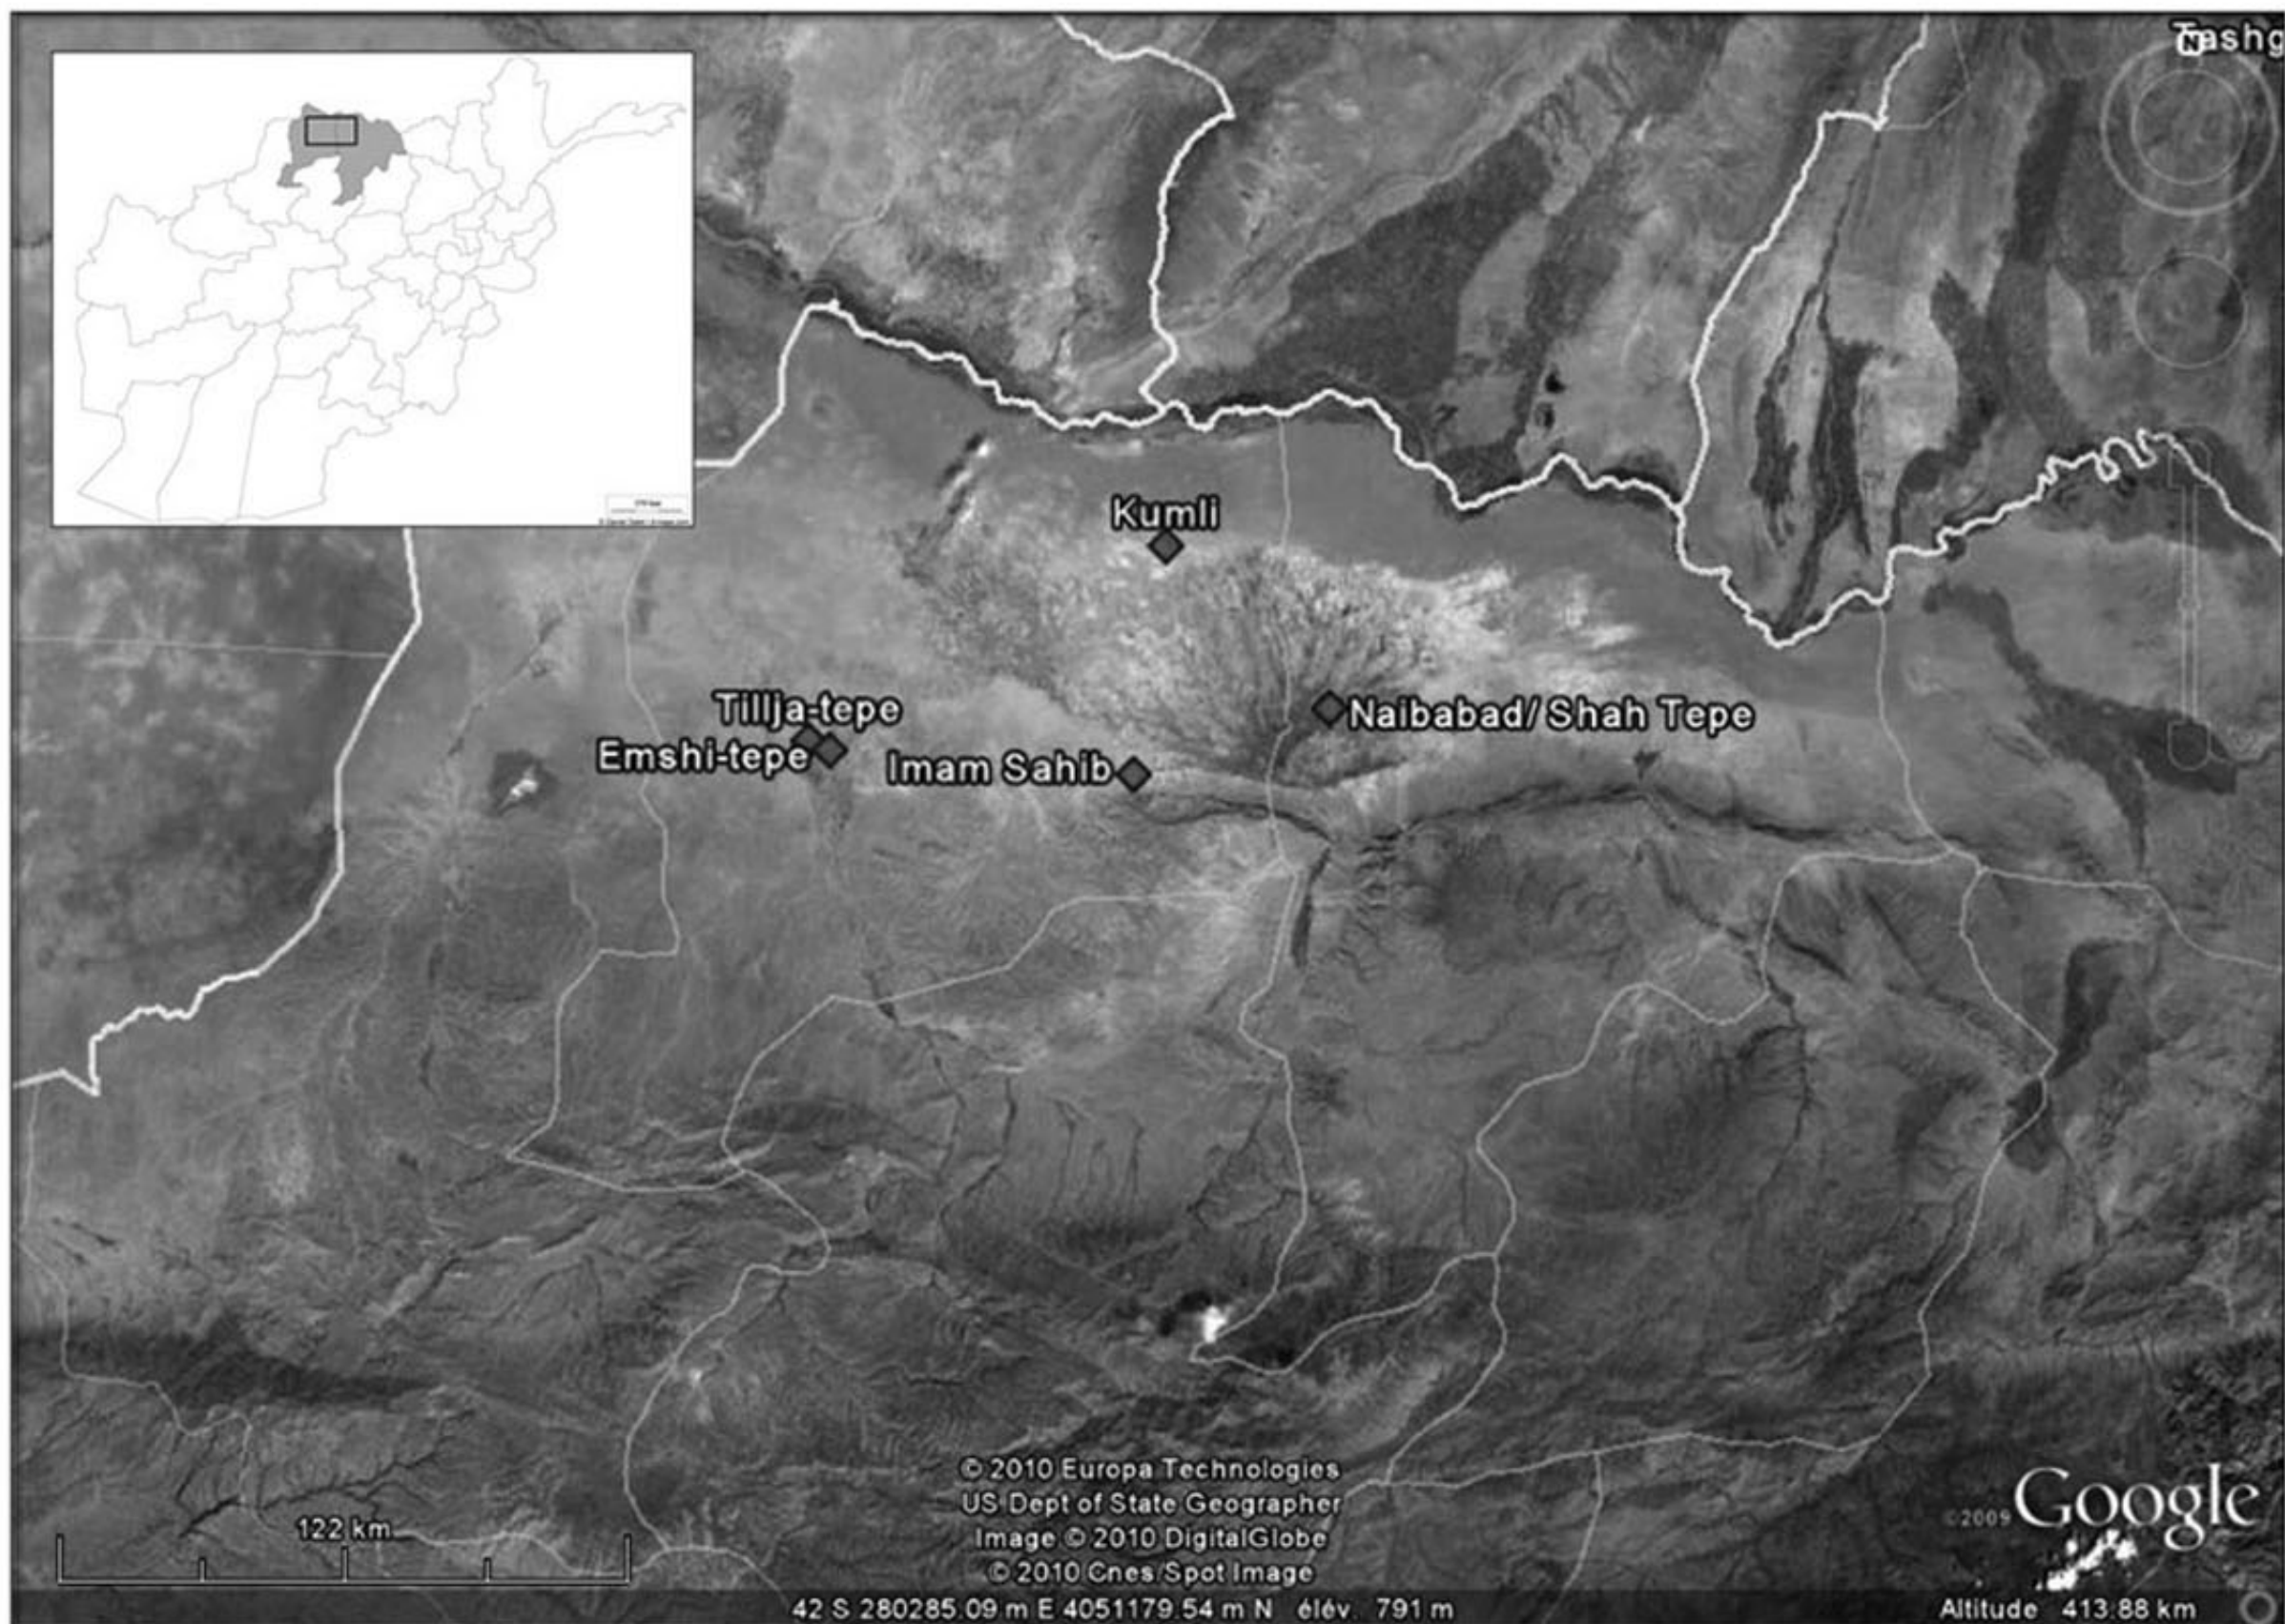 Tashg
N
Kumli
Tillja-tepe
Naibabad/ Shah Tepe
Emshi-tepe
Imam Sahib
122 km
© 2010 Europa Technologies
US Dept of State Geographer
Image © 2010 DigitalGlobe
© 2010 Cnes/Spot Image
©2009 Google
42 S 280285.09 m E 4051179.54 m N élév 791 m
Altitude 413.88 km